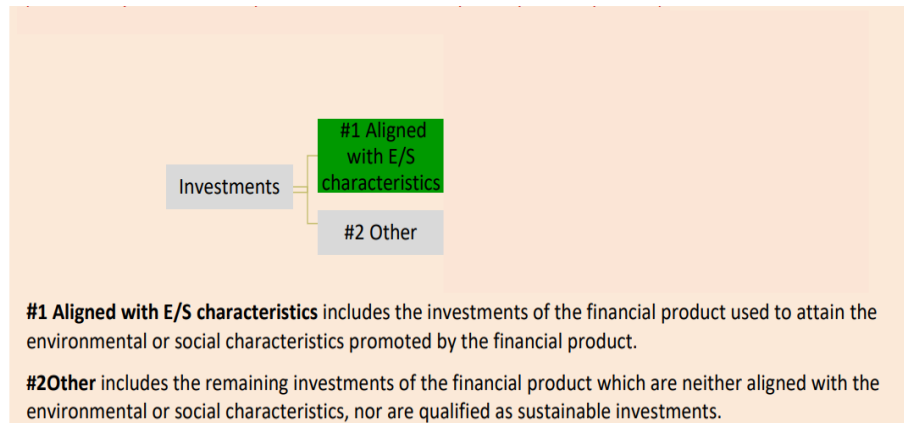 #1 Aligned
with E/S
characteristics
Investments
#2 Other
#1 Aligned with E/S characteristics includes the investments of the financial product used to attain the
environmental or social characteristics promoted by the financial product.
#2Other includes the remaining investments of the financial product which are neither aligned with the
environmental or social characteristics, nor are qualified as sustainable investments.